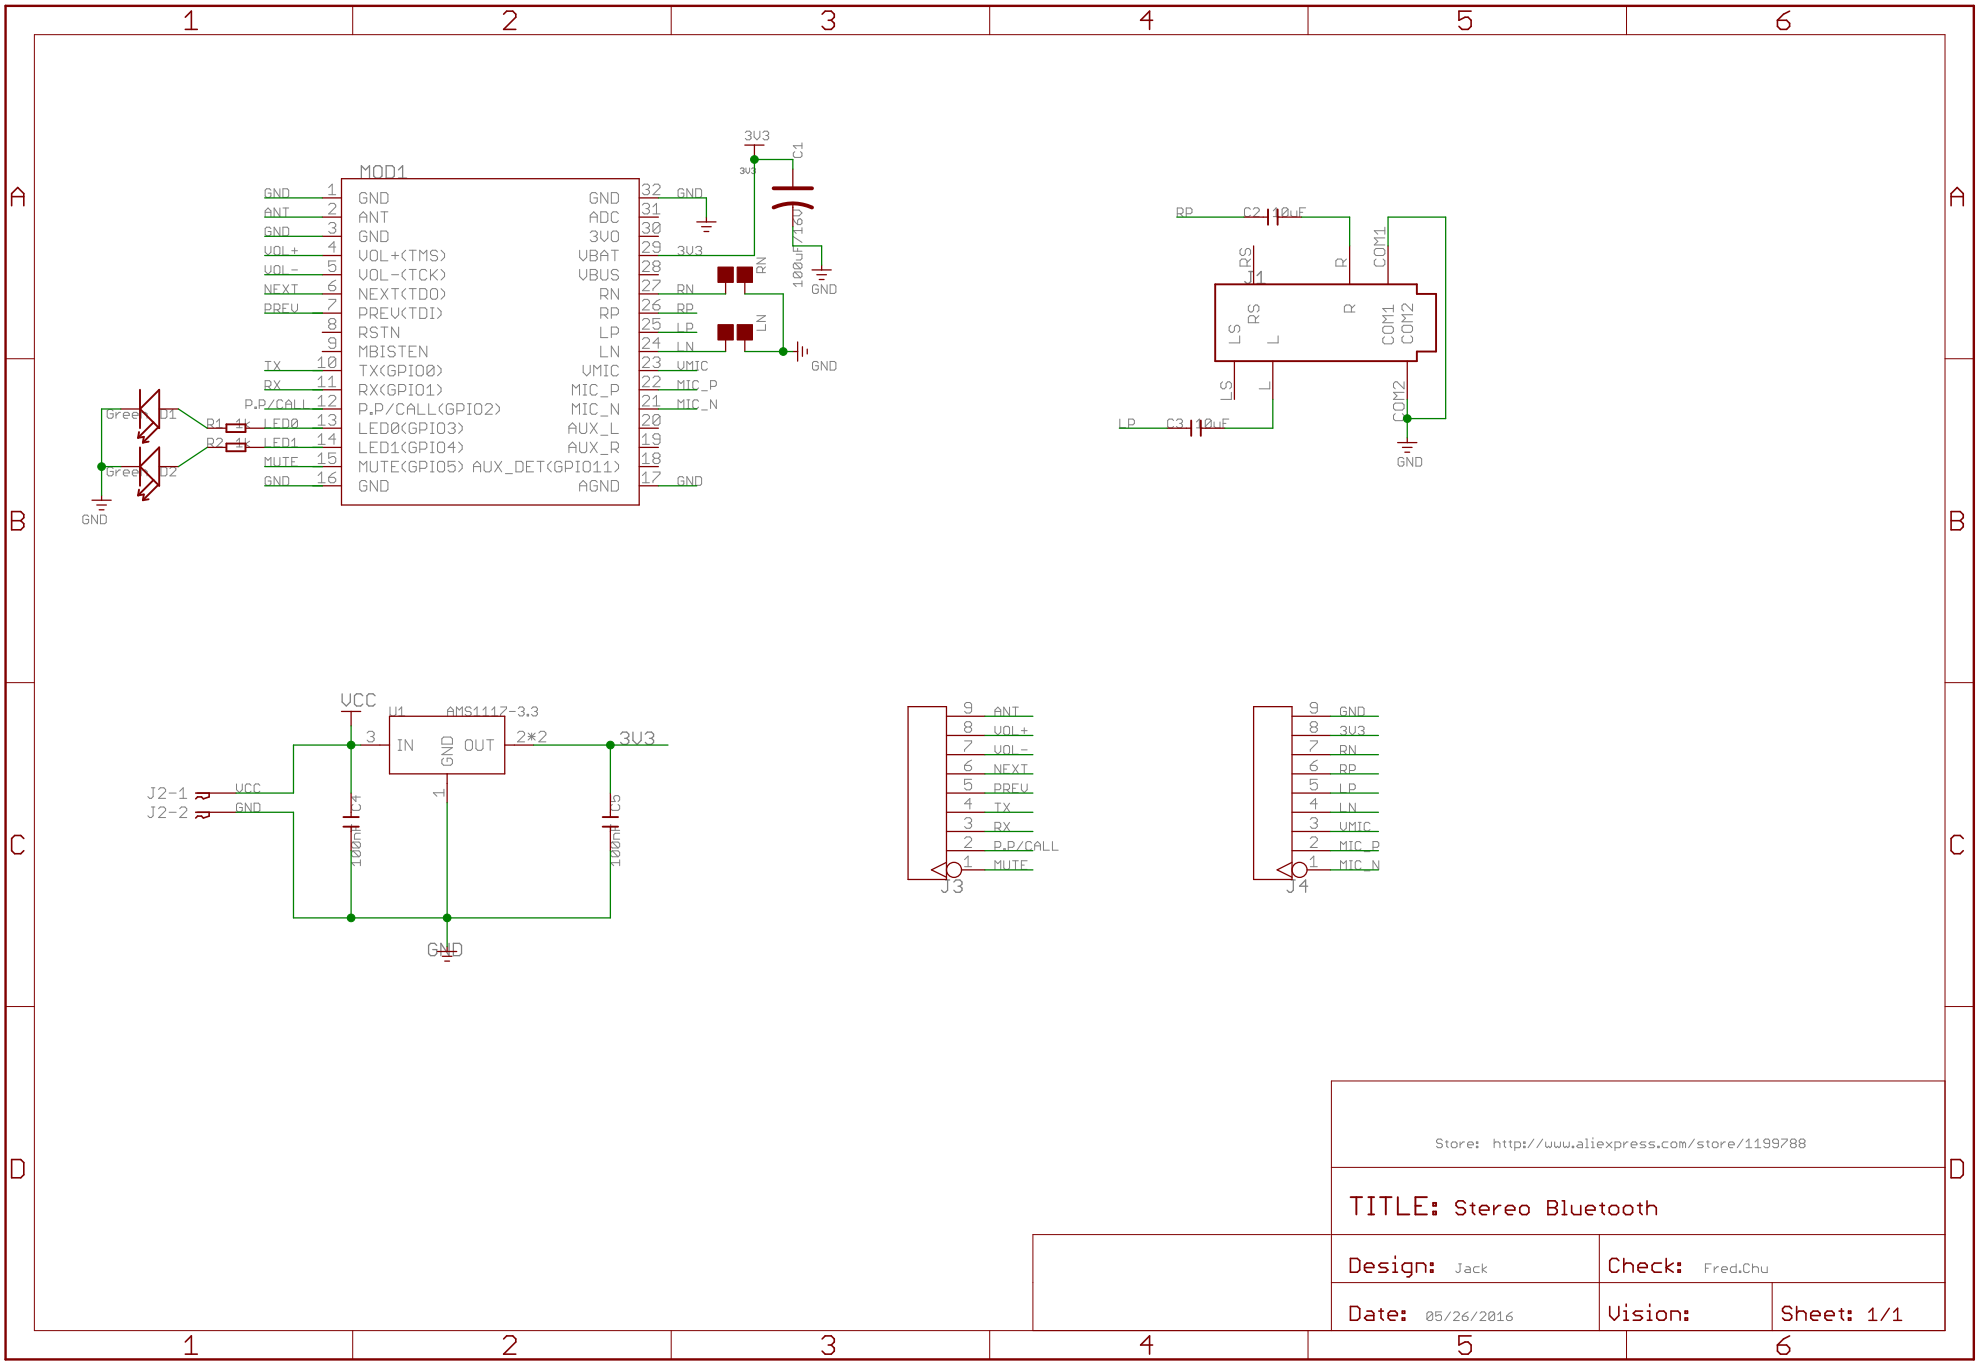 1 2 3 4 5 6
A A
B B
C C
D D
MOD1
GND 1 GND
ANT 2 ANT
GND 3 GND
VOL+ 4 VOL+(TMS)
VOL- 5 VOL-(TCK)
NEXT 6 NEXT(TDO)
PREV 7 PREV(TDI)
8 RSTN
9 MBISTEN
TX 10 TX(GPIO0)
RX 11 RX(GPIO1)
P.P/CALL 12 P.P/CALL(GPIO2)
R1 1k LED0 13 LED0(GPIO3)
R2 1k LED1 14 LED1(GPIO4)
MUTE 15 MUTE(GPIO5)
GND 16 GND
GND 32 GND
ADC 31
3VO 30
VBAT 29 3V3
VBUS 28
RN 27 RN
RP 26 RP
LP 25 LP
LN 24 LN
VMIC 23 VMIC
MIC_P 22 MIC_P
MIC_N 21 MIC_N
AUX_L 20
AUX_R 19
AUX_DET(GPIO11) 18
AGND 17 GND
D1
D2
GND
3V3
3V3
C1
100uF/16V
GND
RN
LN
GND
RP C2 10uF
RS R COM1
J1
LS RS L R COM1 COM2
LS L COM2
LP C3 10uF
GND
VCC
U1 AMS1117-3.3
3 IN GND OUT 2*2 3V3
1
J2-1 VCC
J2-2 GND
C4
100nF
C5
100nF
GND
9 ANT
8 VOL+
7 VOL-
6 NEXT
5 PREV
4 TX
3 RX
2 P.P/CALL
1 MUTE
J3
9 GND
8 3V3
7 RN
6 RP
5 LP
4 LN
3 VMIC
2 MIC_P
1 MIC_N
J4
Store: http://www.aliexpress.com/store/1199788
TITLE: Stereo Bluetooth
Design: Jack Check: Fred.Chu
Date: 05/26/2016 Vision: Sheet: 1/1
1 2 3 4 5 6